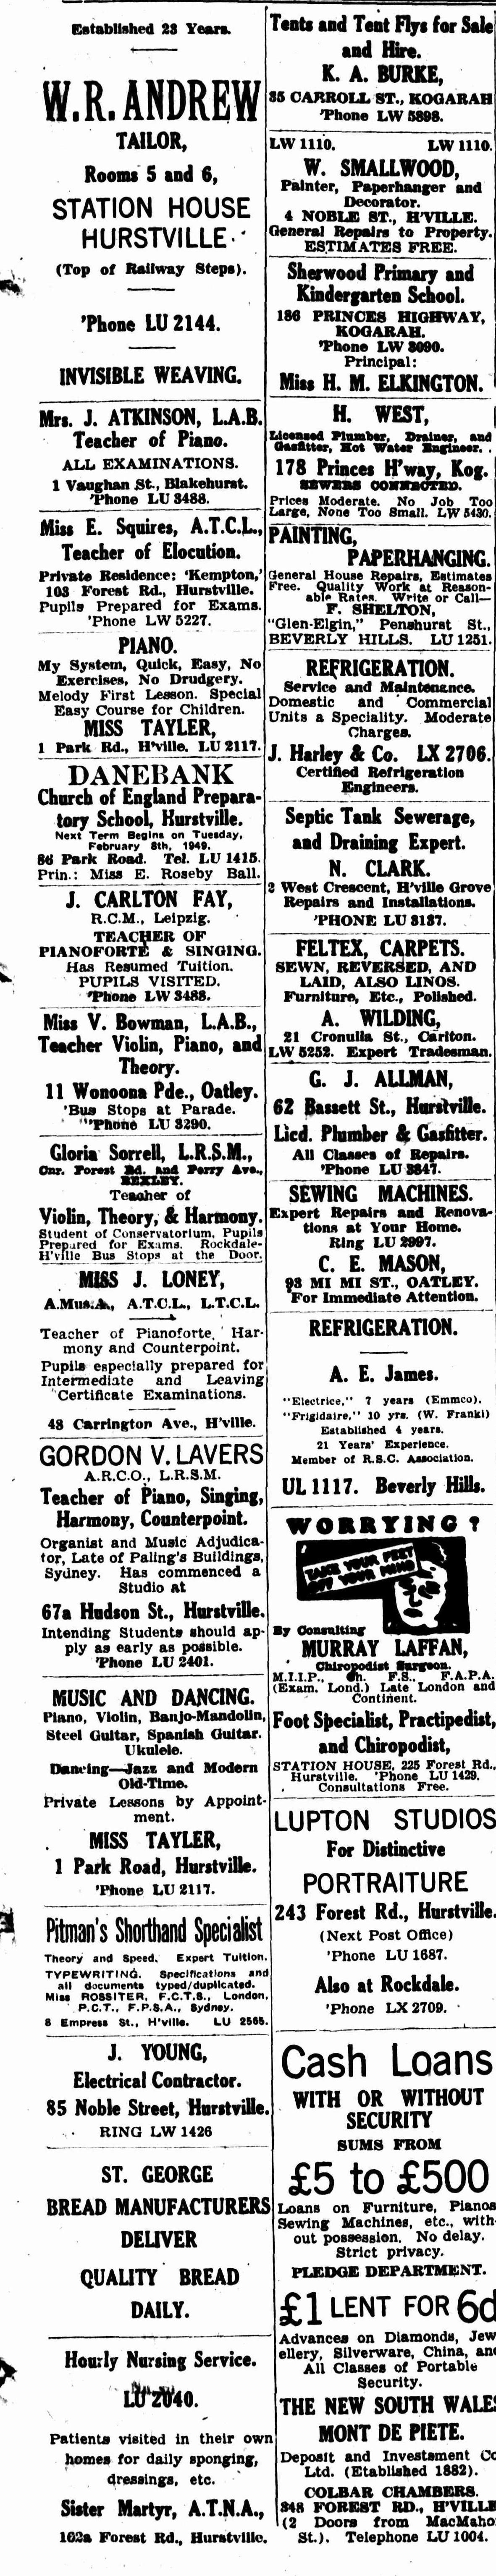 Established 23 Years.
W.R. ANDREW
TAILOR,
Rooms 5 and 6,
STATION HOUSE
HURSTVILLE.
(Top of Railway Steps).
'Phone LU 2144.
INVISIBLE WEAVING.
Mrs. J. ATKINSON, L.A.B.
Teacher of Piano.
ALL EXAMINATIONS.
1 Vaughan St., Blakehurst.
'Phone LU 3488.
Miss E. Squires, A.T.C.L.,
Teacher of Elocution.
Private Residence: 'Kempton,'
103 Forest Rd., Hurstville.
Pupils Prepared for Exams.
'Phone LW 5227.
PIANO.
My System, Quick, Easy, No
Exercises, No Drudgery.
Melody First Lesson. Special
Easy Course for Children.
MISS TAYLER,
1 Park Rd., H'ville. LU 2117.
DANEBANK
Church of England Prepara-
tory School, Hurstville.
Next Term Begins on Tuesday,
February 8th, 1949.
86 Park Road. Tel. LU 1415.
Prin.: Miss E. Roseby Ball.
J. CARLTON FAY,
R.C.M., Leipzig.
TEACHER OF
PIANOFORTE & SINGING.
Has Resumed Tuition.
PUPILS VISITED.
'Phone LW 3488.
Miss V. Bowman, L.A.B.,
Teacher Violin, Piano, and
Theory.
11 Wonoona Pde., Oatley.
'Bus Stops at Parade.
'Phone LU 3290.
Gloria Sorrell, L.R.S.M.,
Cnr. Forest Rd. and Perry Ave.,
BEXLEY.
Teacher of
Violin, Theory, & Harmony.
Student of Conservatorium. Pupils
Prepared for Exams. Rockdale-
H'ville Bus Stops at the Door.
MISS J. LONEY,
A.Mus.A., A.T.C.L., L.T.C.L.
Teacher of Pianoforte, Har-
mony and Counterpoint.
Pupils especially prepared for
Intermediate and Leaving
Certificate Examinations.
48 Carrington Ave., H'ville.
GORDON V. LAVERS
A.R.C.O., L.R.S.M.
Teacher of Piano, Singing,
Harmony, Counterpoint.
Organist and Music Adjudica-
tor, Late of Paling's Buildings,
Sydney. Has commenced a
Studio at
67a Hudson St., Hurstville.
Intending Students should ap-
ply as early as possible.
'Phone LU 2401.
MUSIC AND DANCING.
Piano, Violin, Banjo-Mandolin,
Steel Guitar, Spanish Guitar.
Ukulele.
Dancing—Jazz and Modern
Old-Time.
Private Lessons by Appoint-
ment.
MISS TAYLER,
1 Park Road, Hurstville.
'Phone LU 2117.
Pitman's Shorthand Specialist
Theory and Speed. Expert Tuition.
TYPEWRITING. Specifications and
all documents typed/duplicated.
Miss ROSSITER, F.C.T.S., London,
P.C.T., F.P.S.A., Sydney.
8 Empress St., H'ville. LU 2565.
J. YOUNG,
Electrical Contractor.
85 Noble Street, Hurstville.
RING LW 1426
ST. GEORGE
BREAD MANUFACTURERS
DELIVER
QUALITY BREAD
DAILY.
Hourly Nursing Service.
LU 2040.
Patients visited in their own
homes for daily sponging,
dressings, etc.
Sister Martyr, A.T.N.A.,
162a Forest Rd., Hurstville.
Tents and Tent Flys for Sale
and Hire.
K. A. BURKE,
35 CARROLL ST., KOGARAH
'Phone LW 5898.
LW 1110. LW 1110.
W. SMALLWOOD,
Painter, Paperhanger and
Decorator.
4 NOBLE ST., H'VILLE.
General Repairs to Property.
ESTIMATES FREE.
Sherwood Primary and
Kindergarten School.
186 PRINCES HIGHWAY,
KOGARAH.
'Phone LW 3090.
Principal:
Miss H. M. ELKINGTON.
H. WEST,
Licensed Plumber, Drainer, and
Gasfitter, Hot Water Engineer.
178 Princes H'way, Kog.
SEWERS CONNECTED.
Prices Moderate. No Job Too
Large, None Too Small. LW 5430.
PAINTING,
PAPERHANGING.
General House Repairs, Estimates
Free. Quality Work at Reason-
able Rates. Write or Call—
F. SHELTON,
"Glen-Elgin," Penshurst St.,
BEVERLY HILLS. LU 1251.
REFRIGERATION.
Service and Maintenance.
Domestic and Commercial
Units a Speciality. Moderate
Charges.
J. Harley & Co. LX 2706.
Certified Refrigeration
Engineers.
Septic Tank Sewerage,
and Draining Expert.
N. CLARK.
2 West Crescent, H'ville Grove
Repairs and Installations.
'PHONE LU 3137.
FELTEX, CARPETS.
SEWN, REVERSED, AND
LAID, ALSO LINOS.
Furniture, Etc., Polished.
A. WILDING,
21 Cronulla St., Carlton.
LW 5252. Expert Tradesman.
G. J. ALLMAN,
62 Bassett St., Hurstville.
Licd. Plumber & Gasfitter.
All Classes of Repairs.
'Phone LU 3847.
SEWING MACHINES.
Expert Repairs and Renova-
tions at Your Home.
Ring LU 2997.
C. E. MASON,
93 MI MI ST., OATLEY.
For Immediate Attention.
REFRIGERATION.
A. E. James.
"Electrice," 7 years (Emmco).
"Frigidaire," 10 yrs. (W. Frankl)
Established 4 years.
21 Years' Experience.
Member of R.S.C. Association.
UL 1117. Beverly Hills.
WORRYING?
TAKE YOUR FEET
OFF YOUR MIND
By Consulting
MURRAY LAFFAN,
Chiropodist Surgeon.
M.I.I.P., Ch. F.S., F.A.P.A.
(Exam. Lond.) Late London and
Continent.
Foot Specialist, Practipedist,
and Chiropodist,
STATION HOUSE, 225 Forest Rd.,
Hurstville. 'Phone LU 1429.
Consultations Free.
LUPTON STUDIOS
For Distinctive
PORTRAITURE
243 Forest Rd., Hurstville.
(Next Post Office)
'Phone LU 1687.
Also at Rockdale.
'Phone LX 2709.
Cash Loans
WITH OR WITHOUT
SECURITY
SUMS FROM
£5 to £500
Loans on Furniture, Pianos
Sewing Machines, etc., with-
out possession. No delay.
Strict privacy.
PLEDGE DEPARTMENT.
£1 LENT FOR 6d
Advances on Diamonds, Jew
ellery, Silverware, China, and
All Classes of Portable
Security.
THE NEW SOUTH WALES
MONT DE PIETE.
Deposit and Investment Co
Ltd. (Etablished 1882).
COLBAR CHAMBERS.
348 FOREST RD., H'VILLE
(2 Doors from MacMaho
St.). Telephone LU 1004.